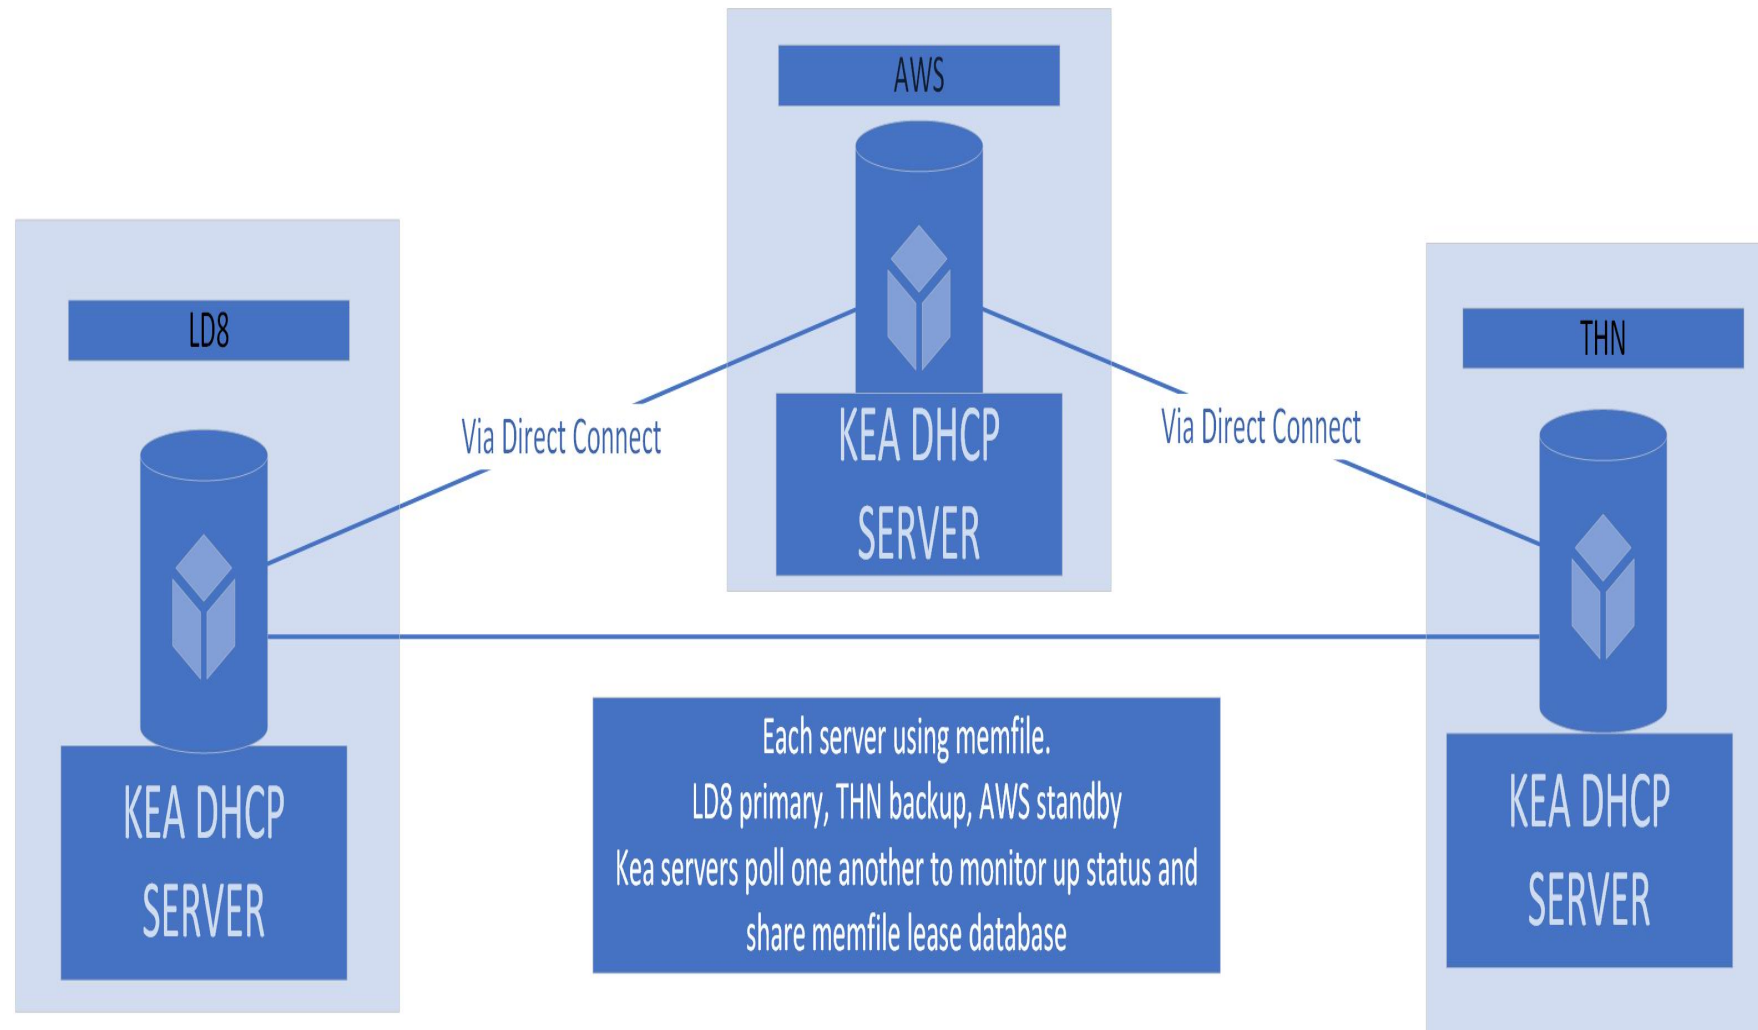 AWS
KEA DHCP
SERVER
LD8
THN
Via Direct Connect
Via Direct Connect
KEA DHCP
SERVER
KEA DHCP
SERVER
Each server using memfile.
LD8 primary, THN backup, AWS standby
Kea servers poll one another to monitor up status and
share memfile lease database